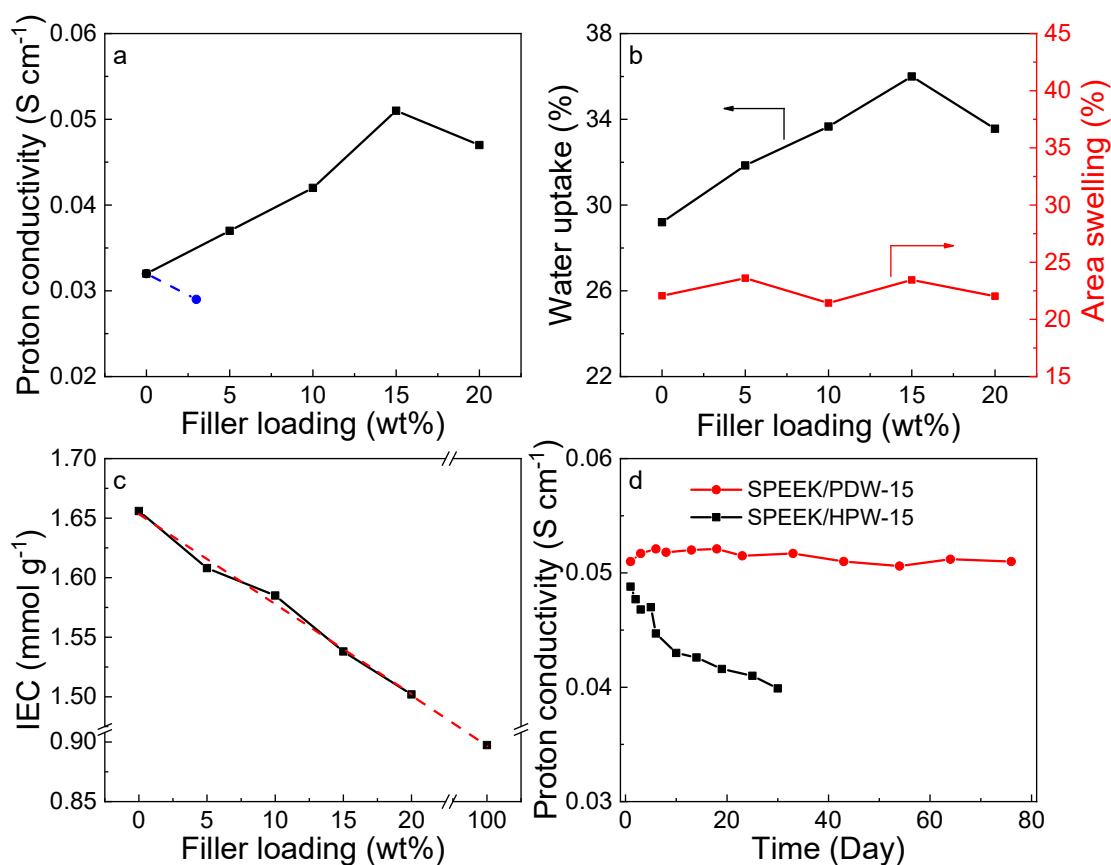 a
Proton conductivity (S cm⁻¹)
0.06
0.05
0.04
0.03
0.02
0 5 10 15 20
Filler loading (wt%)
b
Water uptake (%)
38
34
30
26
22
Area swelling (%)
45
40
35
30
25
20
15
0 5 10 15 20
Filler loading (wt%)
c
IEC (mmol g⁻¹)
1.70
1.65
1.60
1.55
1.50
0.90
0.85
0 5 10 15 20 100
Filler loading (wt%)
d
Proton conductivity (S cm⁻¹)
0.06
0.05
0.04
0.03
SPEEK/PDW-15
SPEEK/HPW-15
0 20 40 60 80
Time (Day)